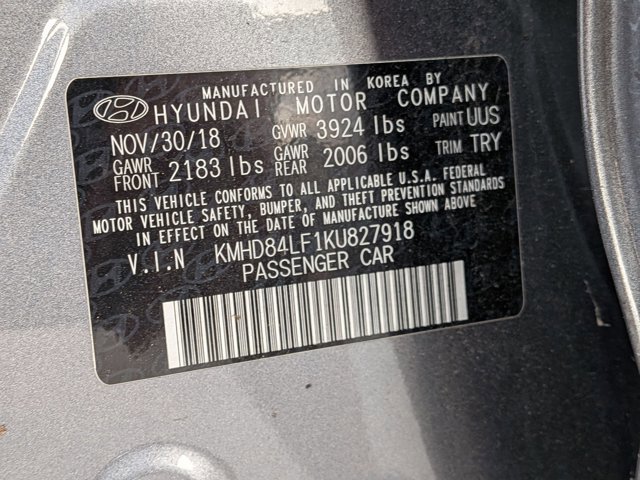 MANUFACTURED IN KOREA BY
HYUNDAI MOTOR COMPANY
NOV/30/18 GVWR 3924 lbs PAINT UUS
GAWR FRONT 2183 lbs GAWR REAR 2006 lbs TRIM TRY
THIS VEHICLE CONFORMS TO ALL APPLICABLE U.S.A. FEDERAL
MOTOR VEHICLE SAFETY, BUMPER, AND THEFT PREVENTION STANDARDS
IN EFFECT ON THE DATE OF MANUFACTURE SHOWN ABOVE
V.I.N KMHD84LF1KU827918
PASSENGER CAR